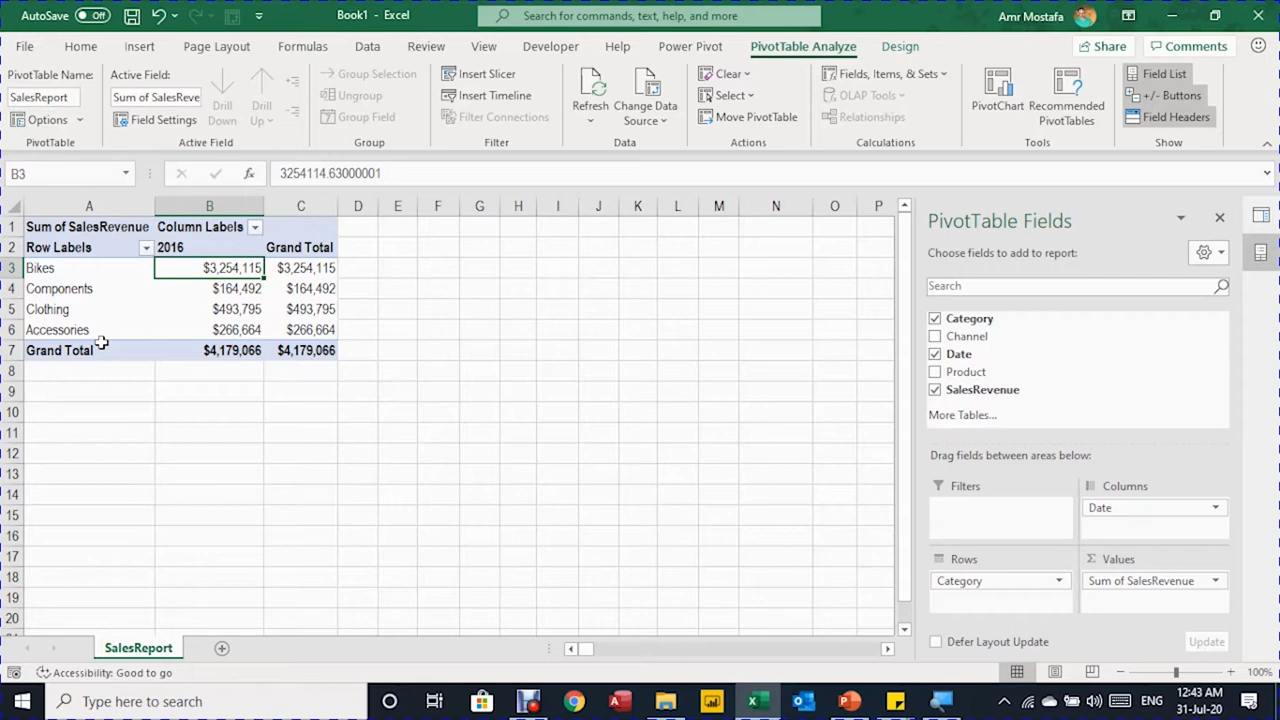 AutoSave Off Book1 - Excel Search for commands, text, help, and more Amr Mostafa
File Home Insert Page Layout Formulas Data Review View Developer Help Power Pivot PivotTable Analyze Design Share Comments
PivotTable Name:
SalesReport
Options
PivotTable
Active Field:
Sum of SalesReve
Field Settings
Drill Down
Drill Up
Active Field
Group Selection
Ungroup
Group Field
Group
Insert Slicer
Insert Timeline
Filter Connections
Filter
Refresh
Change Data Source
Data
Clear
Select
Move PivotTable
Actions
Fields, Items, & Sets
OLAP Tools
Relationships
Calculations
PivotChart
Recommended PivotTables
Tools
Field List
+/- Buttons
Field Headers
Show
B3 fx 3254114.63000001
A B C D E F G H I J K L M N O P
1 Sum of SalesRevenue Column Labels
2 Row Labels 2016 Grand Total
3 Bikes $3,254,115 $3,254,115
4 Components $164,492 $164,492
5 Clothing $493,795 $493,795
6 Accessories $266,664 $266,664
7 Grand Total $4,179,066 $4,179,066
8
9
10
11
12
13
14
15
16
17
18
19
20
PivotTable Fields
Choose fields to add to report:
Search
Category
Channel
Date
Product
SalesRevenue
More Tables...
Drag fields between areas below:
Filters
Columns
Date
Rows
Category
Σ Values
Sum of SalesRevenue
Defer Layout Update Update
SalesReport
Accessibility: Good to go 100%
Type here to search
ENG
12:43 AM
31-Jul-20